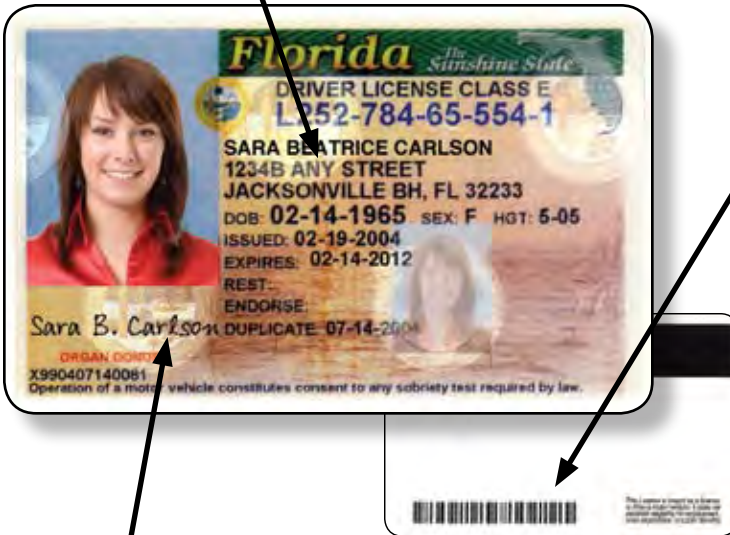 Florida The Sunshine State
DRIVER LICENSE CLASS E
L252-784-65-554-1
SARA BEATRICE CARLSON
1234B ANY STREET
JACKSONVILLE BH, FL 32233
DOB: 02-14-1965 SEX: F HGT: 5-05
ISSUED: 02-19-2004
EXPIRES: 02-14-2012
REST:
ENDORSE:
Sara B. Carlson DUPLICATE: 07-14-2004
ORGAN DONOR
X990407140081
Operation of a motor vehicle constitutes consent to any sobriety test required by law.